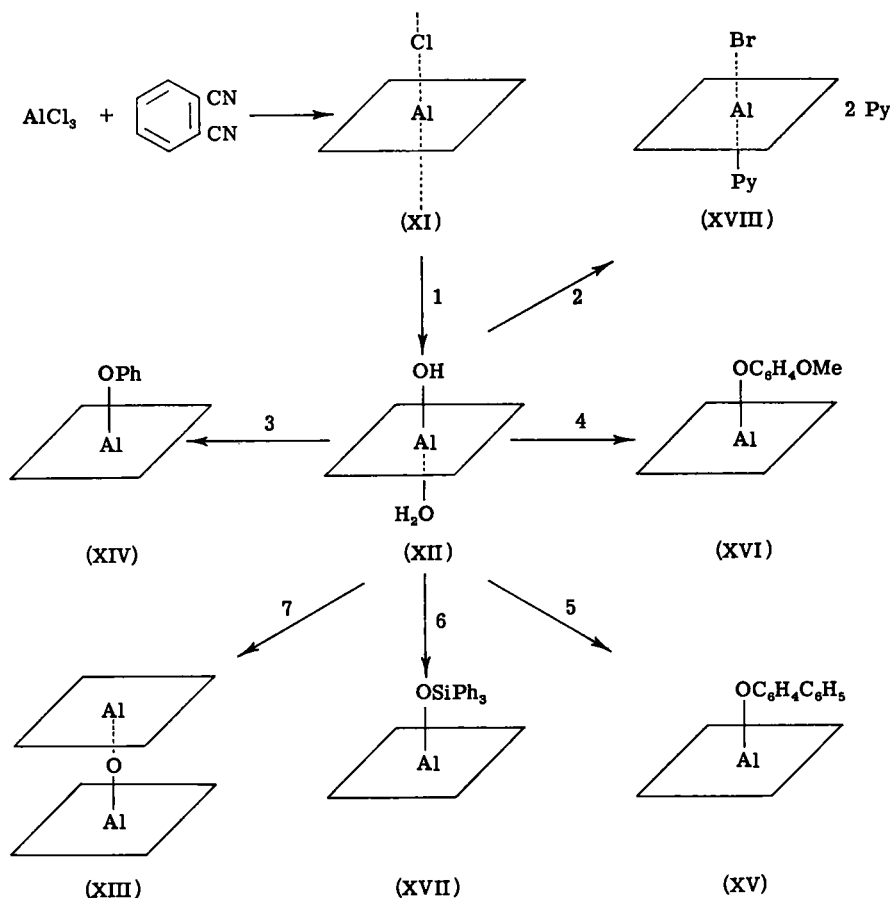 AlCl₃ + CN CN
Cl
Al
(XI)
Br
Al 2 Py
Py
(XVIII)
1
2
OPh
Al
(XIV)
3
OH
Al
H₂O
(XII)
4
OC₆H₄OMe
Al
(XVI)
7
6
5
Al
O
Al
(XIII)
OSiPh₃
Al
(XVII)
OC₆H₄C₆H₅
Al
(XV)